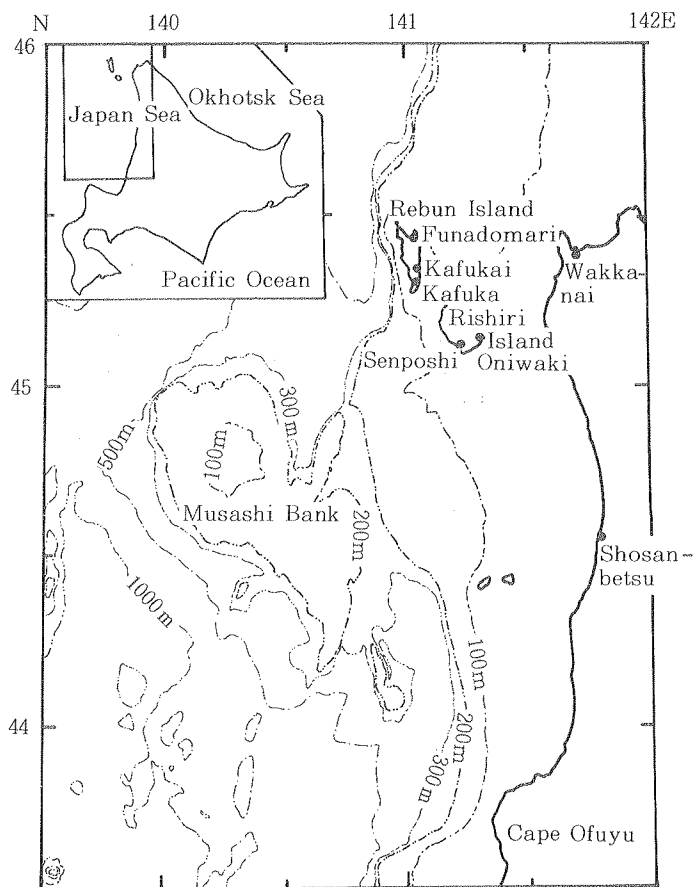 N 140 141 142E
46
Okhotsk Sea
Japan Sea
Pacific Ocean
Rebun Island
Funadomari
Kafukai
Kafuka
Wakka-
nai
Rishiri
Island
Senposhi
Oniwaki
45
300m
500m
100m
Musashi Bank
200m
Shosan-
betsu
1000m
100m
200m
300m
44
Cape Ofuyu